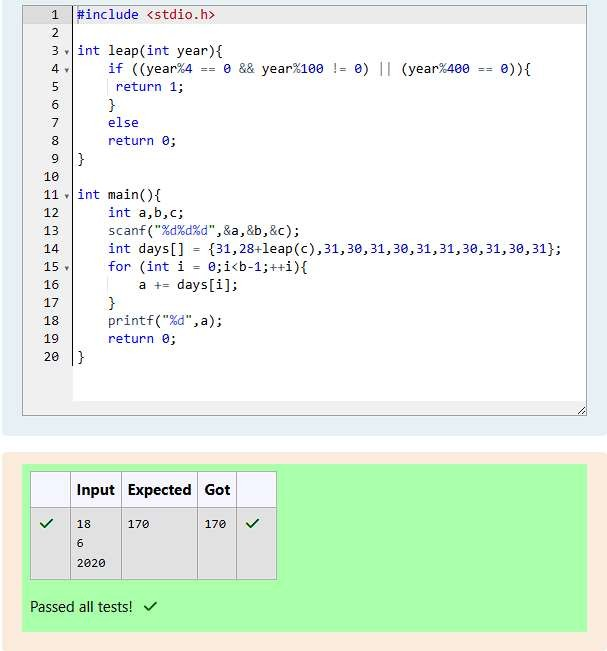 1 #include <stdio.h>
2
3 int leap(int year){
4 if ((year%4 == 0 && year%100 != 0) || (year%400 == 0)){
5 return 1;
6 }
7 else
8 return 0;
9 }
10
11 int main(){
12 int a,b,c;
13 scanf("%d%d%d",&a,&b,&c);
14 int days[] = {31,28+leap(c),31,30,31,30,31,31,30,31,30,31};
15 for (int i = 0;i<b-1;++i){
16 a += days[i];
17 }
18 printf("%d",a);
19 return 0;
20 }
Input Expected Got
18 170 170
6
2020
Passed all tests!